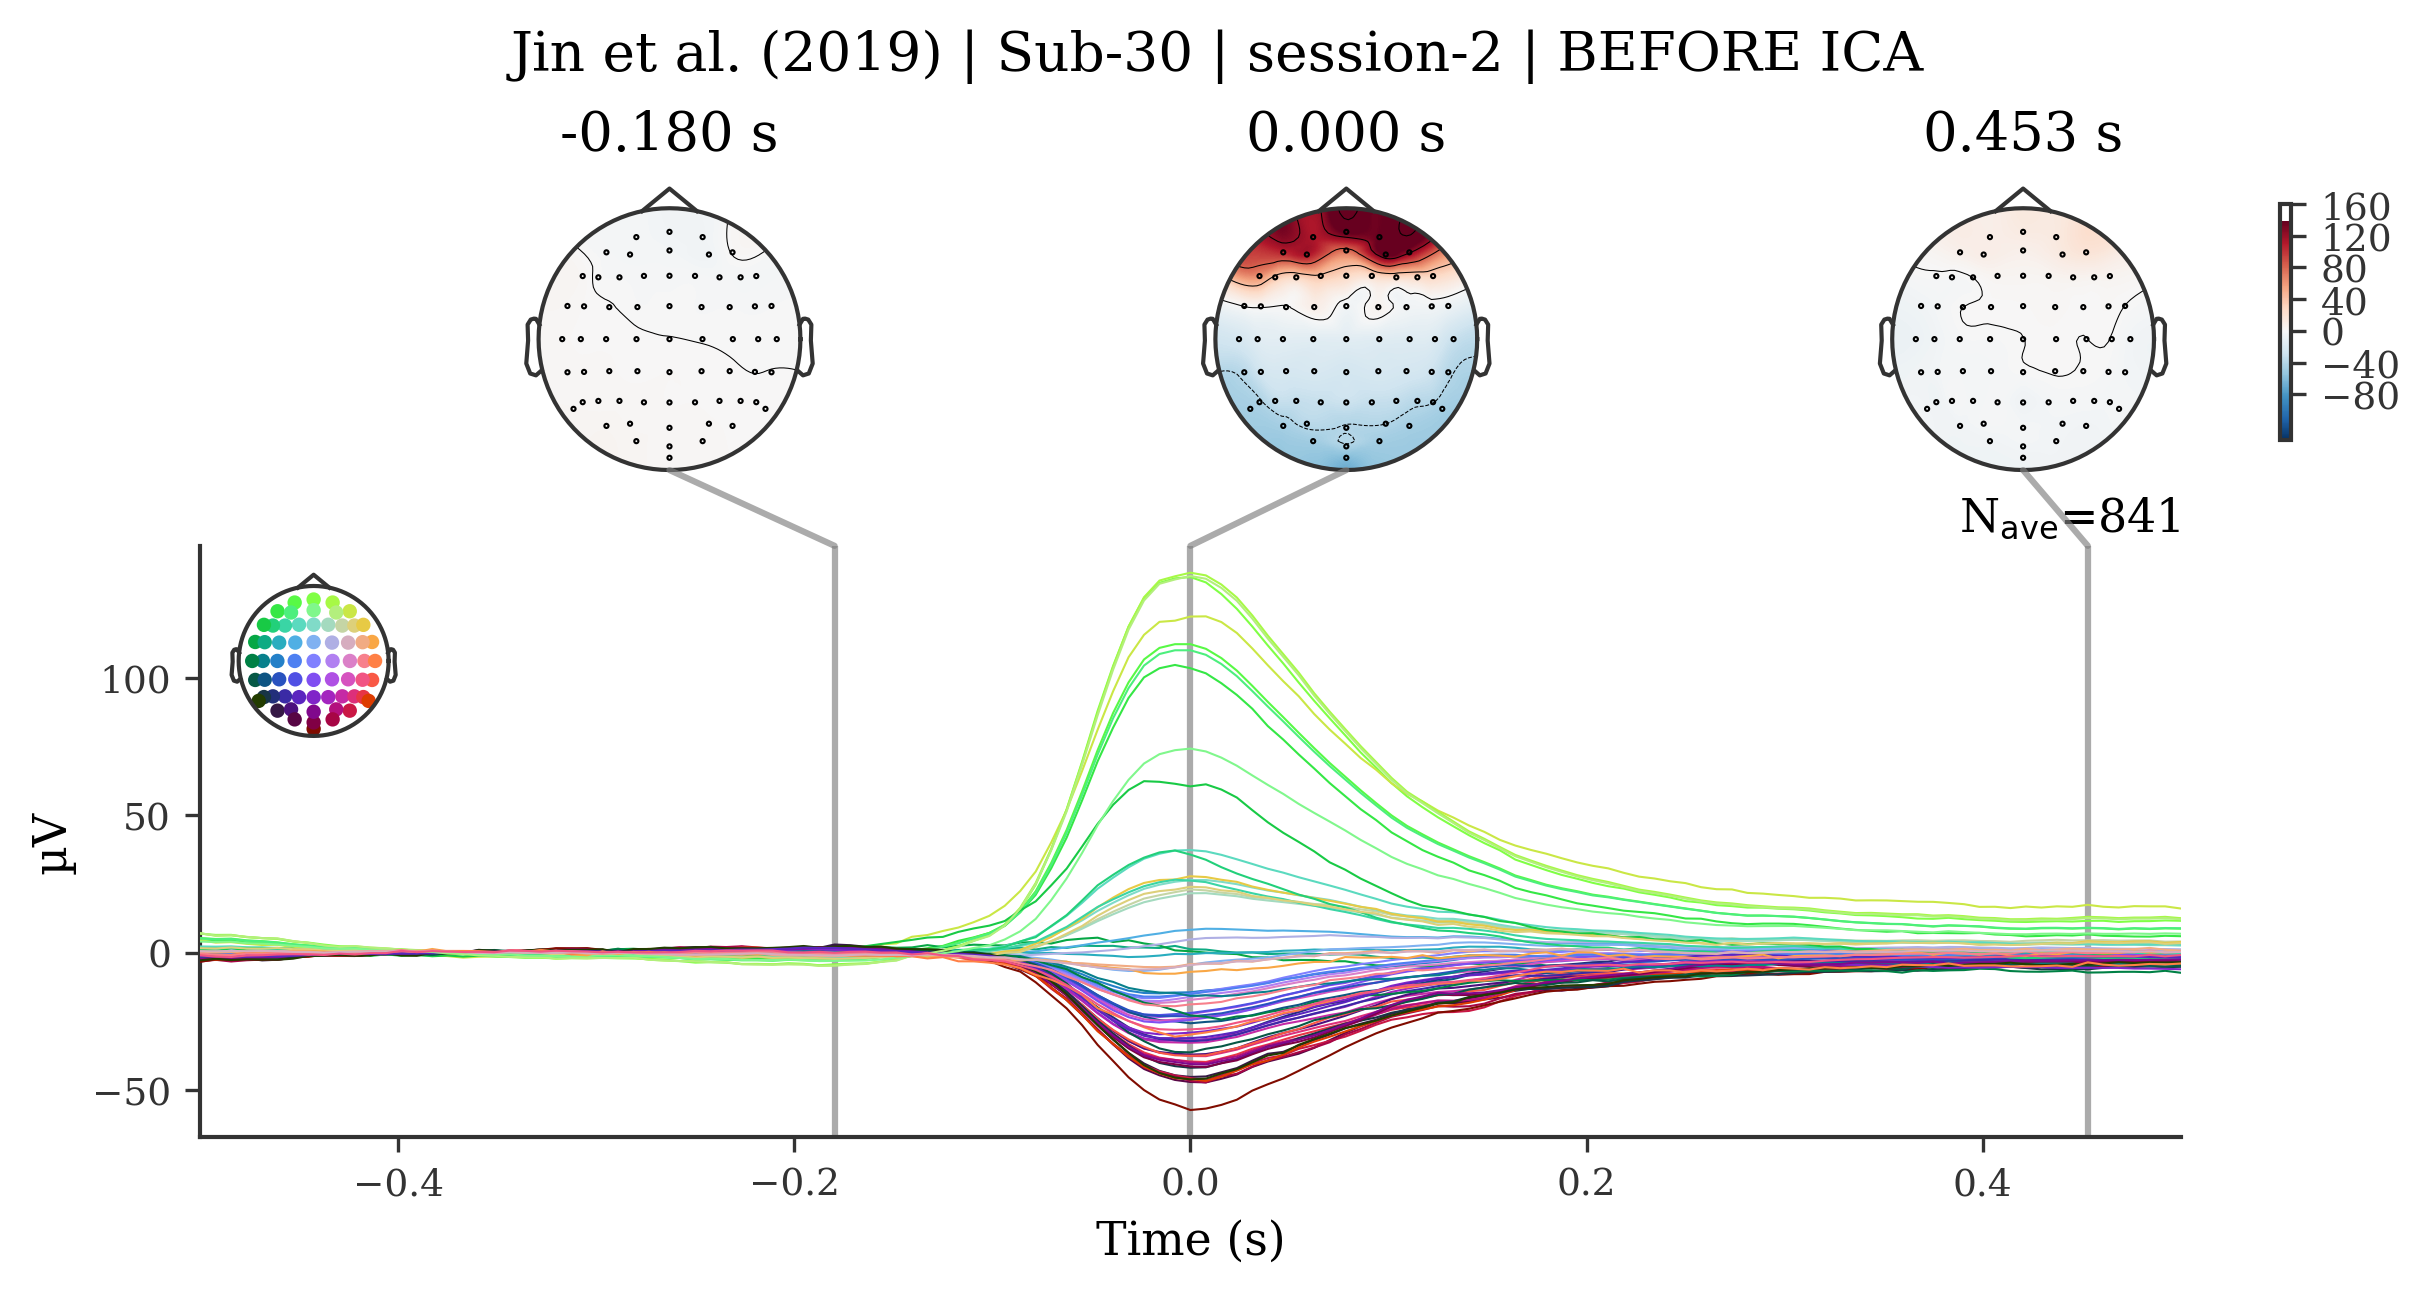 Jin et al. (2019) | Sub-30 | session-2 | BEFORE ICA
-0.180 s
0.000 s
0.453 s
160
120
80
40
0
−40
−80
Nave=841
100
50
0
−50
µV
−0.4
−0.2
0.0
0.2
0.4
Time (s)